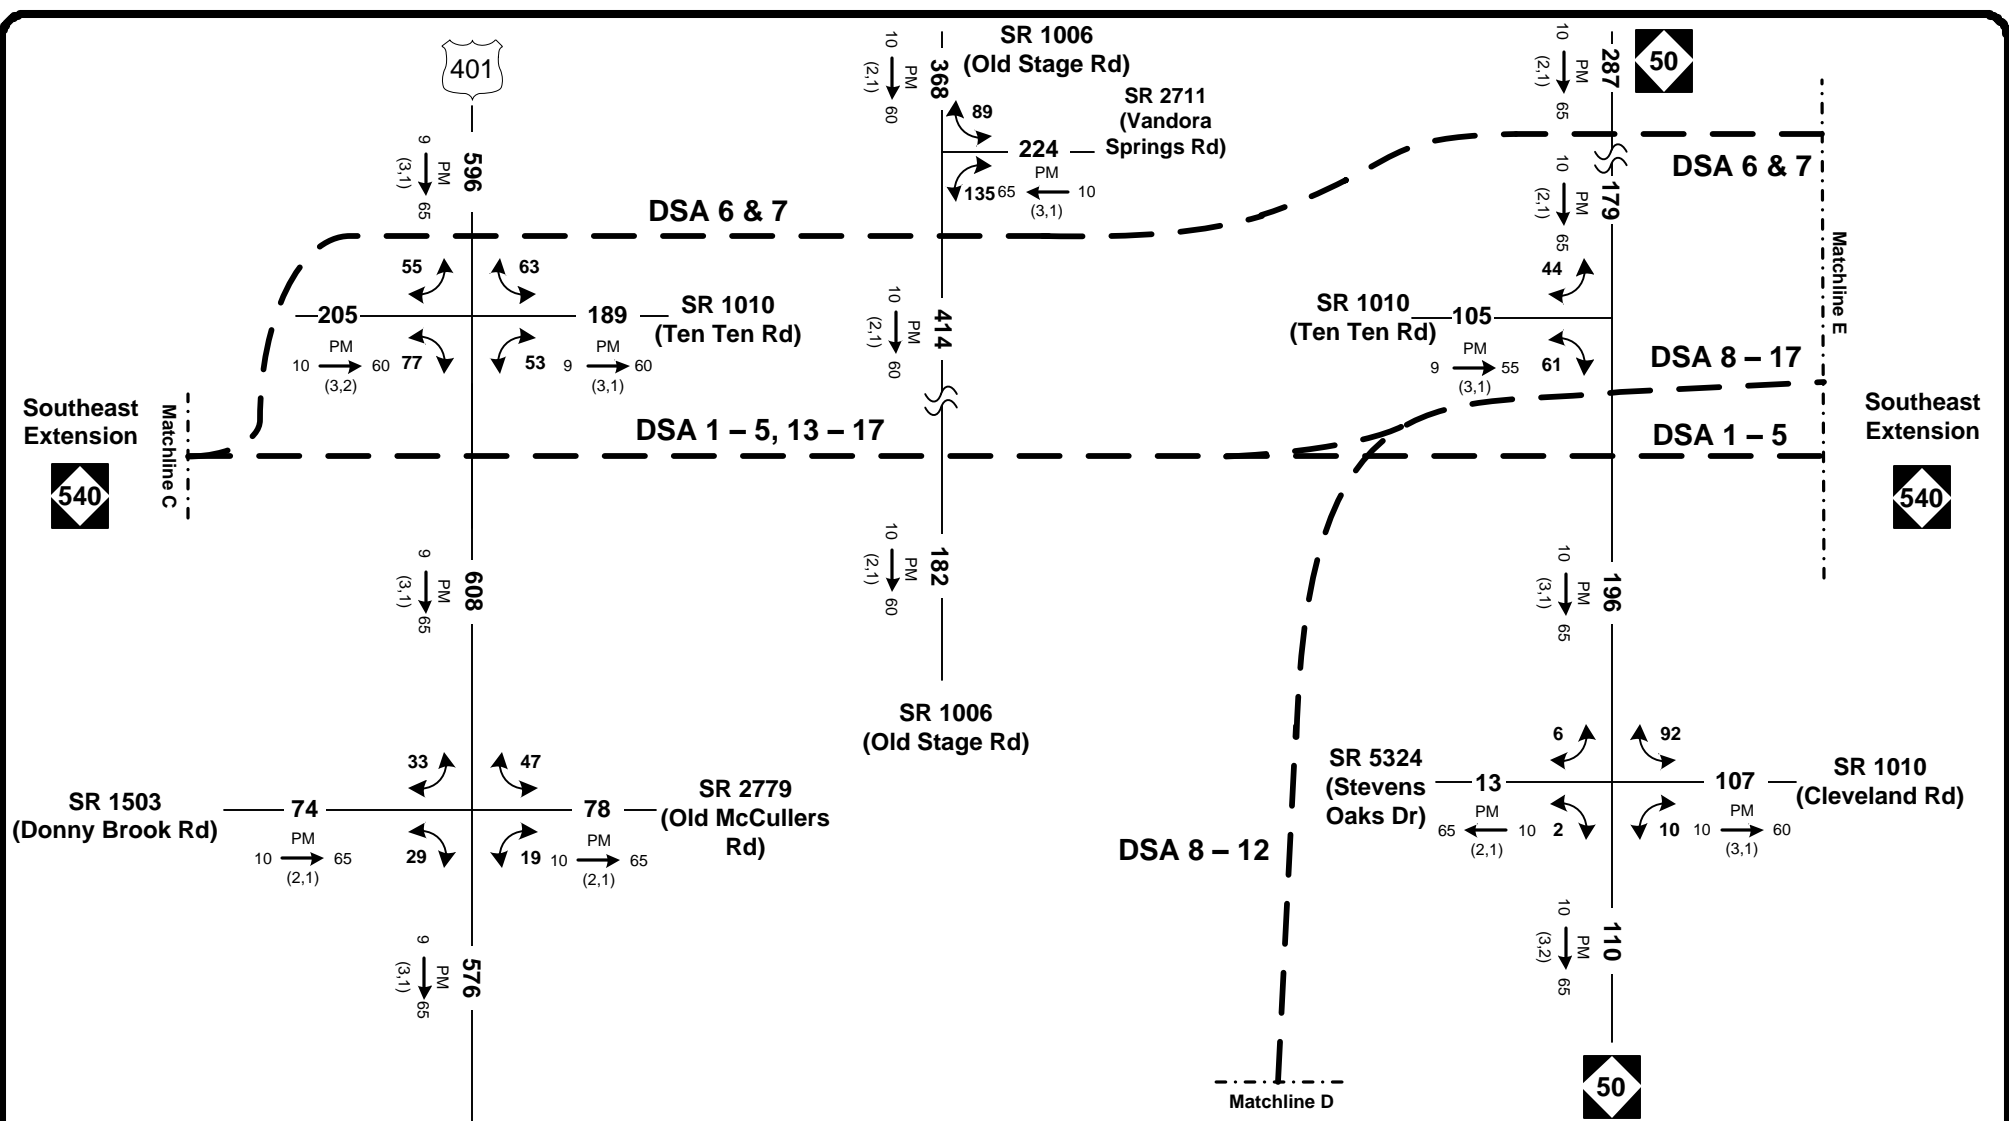 401
9
PM
(3,1)
65
596
10
PM
(2,1)
60
368
SR 1006
(Old Stage Rd)
89
SR 2711
(Vandora
Springs Rd)
224
PM
135
65
10
(3,1)
10
PM
(2,1)
65
287
50
DSA 6 & 7
DSA 6 & 7
10
PM
(2,1)
65
179
Matchline E
55
63
205
189
SR 1010
(Ten Ten Rd)
PM
10
60
(3,2)
77
53
PM
9
60
(3,1)
10
PM
(2,1)
60
414
44
SR 1010
(Ten Ten Rd)
105
PM
9
55
(3,1)
61
DSA 8 – 17
Southeast
Extension
540
Matchline C
DSA 1 – 5, 13 – 17
DSA 1 – 5
Southeast
Extension
540
9
PM
(3,1)
65
608
10
PM
(2,1)
60
182
10
PM
(3,1)
65
196
SR 1006
(Old Stage Rd)
33
47
SR 1503
(Donny Brook Rd)
74
PM
10
65
(2,1)
29
19
78
PM
10
65
(2,1)
SR 2779
(Old McCullers
Rd)
6
92
SR 5324
(Stevens
Oaks Dr)
13
PM
65
10
(2,1)
2
10
107
PM
10
60
(3,1)
SR 1010
(Cleveland Rd)
DSA 8 – 12
9
PM
(3,1)
65
576
10
PM
(3,2)
65
110
Matchline D
50